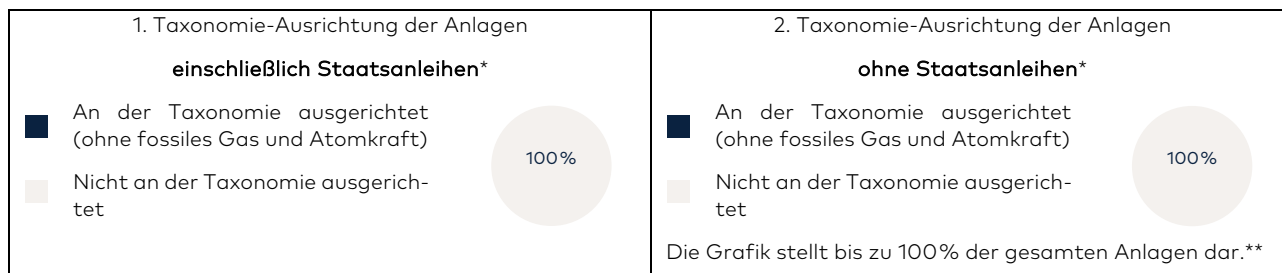 1. Taxonomie-Ausrichtung der Anlagen
einschließlich Staatsanleihen*
An der Taxonomie ausgerichtet
(ohne fossiles Gas und Atomkraft)
Nicht an der Taxonomie ausgerich-
tet
100%
2. Taxonomie-Ausrichtung der Anlagen
ohne Staatsanleihen*
An der Taxonomie ausgerichtet
(ohne fossiles Gas und Atomkraft)
Nicht an der Taxonomie ausgerich-
tet
100%
Die Grafik stellt bis zu 100% der gesamten Anlagen dar.**